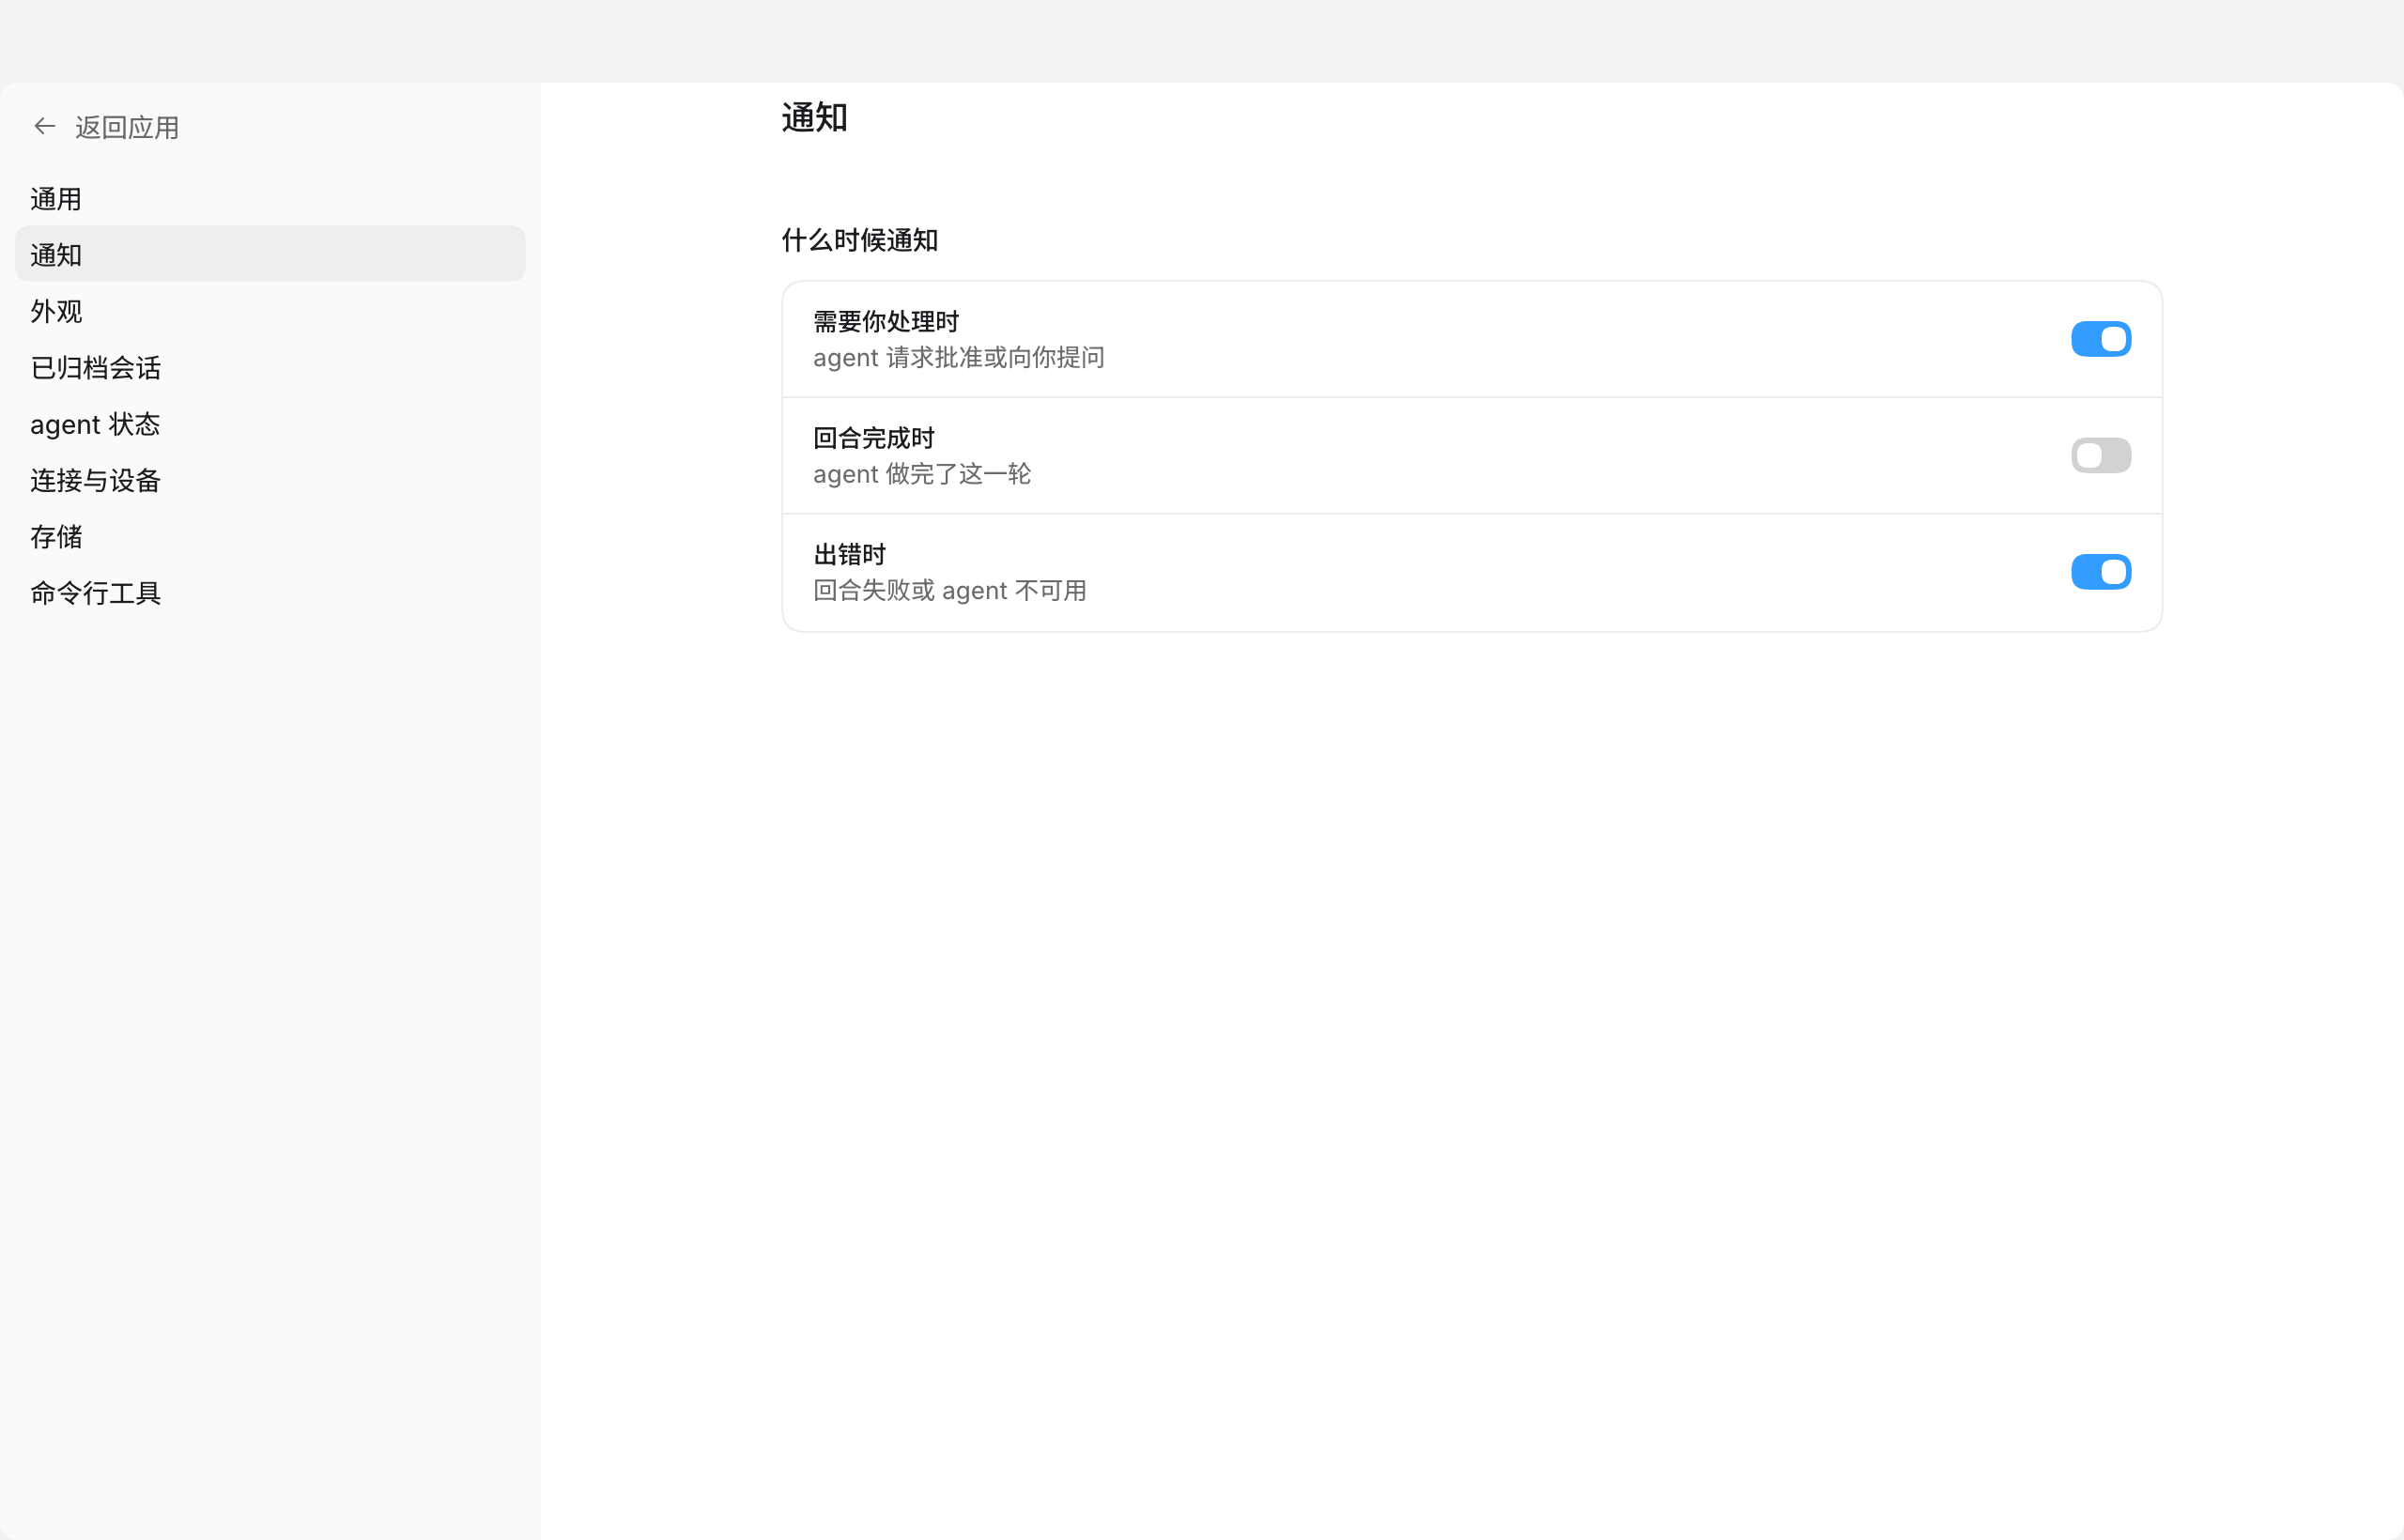 返回应用
通用
通知
外观
已归档会话
agent 状态
连接与设备
存储
命令行工具
通知
什么时候通知
需要你处理时
agent 请求批准或向你提问
回合完成时
agent 做完了这一轮
出错时
回合失败或 agent 不可用